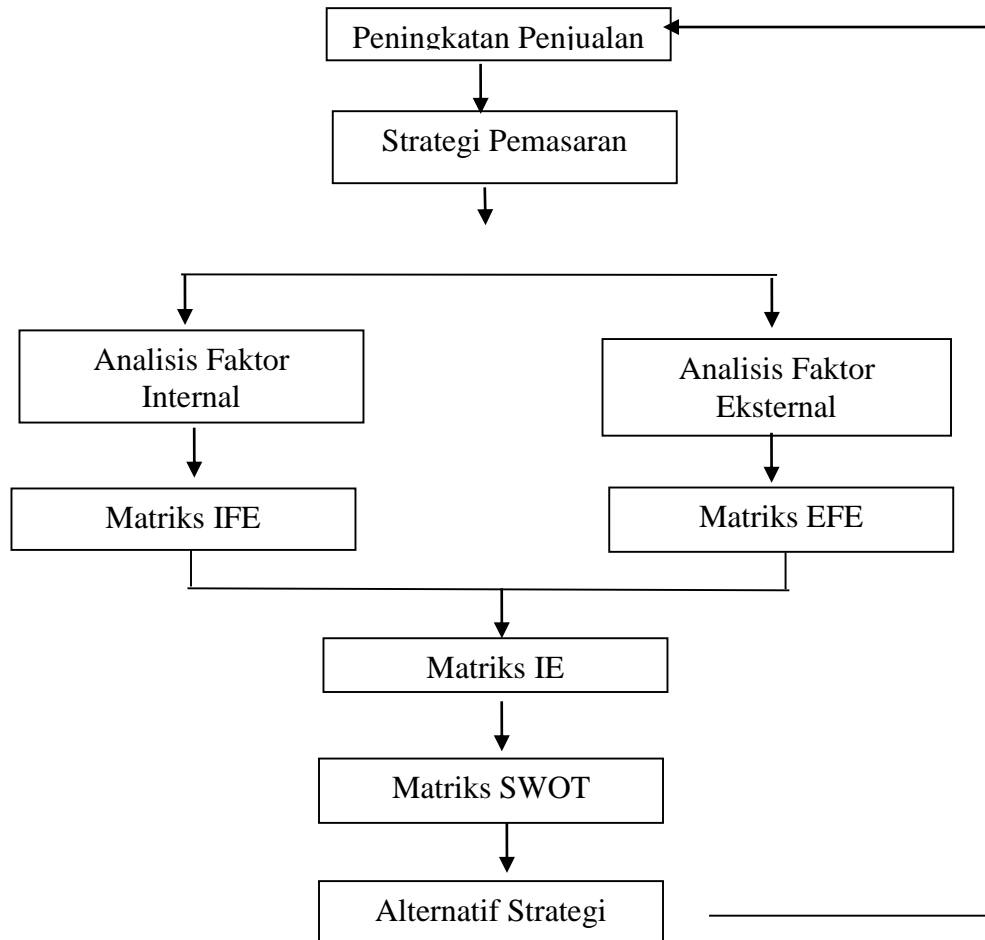 Peningkatan Penjualan
Strategi Pemasaran
Analisis Faktor
Internal
Analisis Faktor
Eksternal
Matriks IFE
Matriks EFE
Matriks IE
Matriks SWOT
Alternatif Strategi